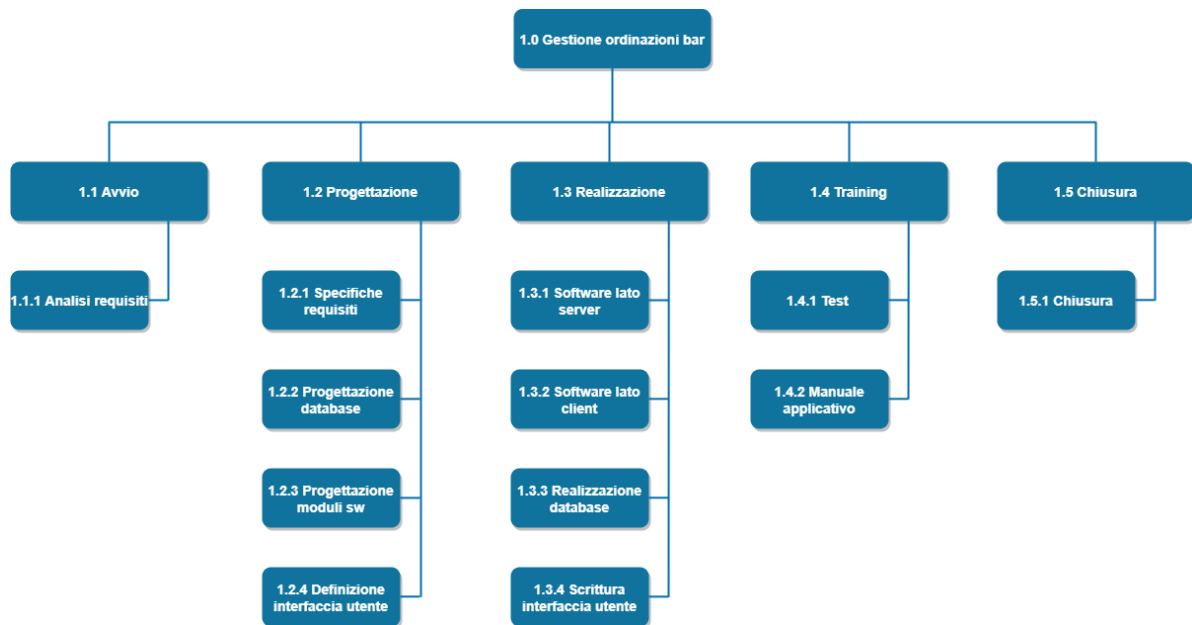 1.0 Gestione ordinazioni bar
1.1 Avvio
1.2 Progettazione
1.3 Realizzazione
1.4 Training
1.5 Chiusura
1.1.1 Analisi requisiti
1.2.1 Specifiche
requisiti
1.3.1 Software lato
server
1.4.1 Test
1.5.1 Chiusura
1.2.2 Progettazione
database
1.3.2 Software lato
client
1.4.2 Manuale
applicativo
1.2.3 Progettazione
moduli sw
1.3.3 Realizzazione
database
1.2.4 Definizione
interfaccia utente
1.3.4 Scrittura
interfaccia utente